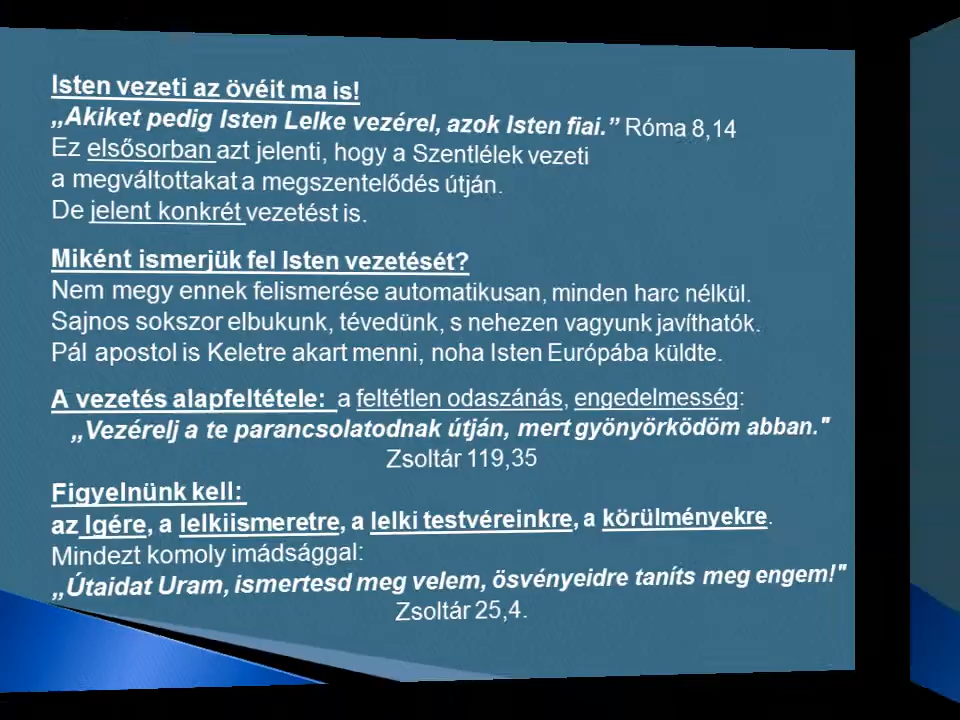 Isten vezeti az övéit ma is!
„Akiket pedig Isten Lelke vezérel, azok Isten fiai.” Róma 8,14
Ez elsősorban azt jelenti, hogy a Szentlélek vezeti
a megváltottakat a megszentelődés útján.
De jelent konkrét vezetést is.
Miként ismerjük fel Isten vezetését?
Nem megy ennek felismerése automatikusan, minden harc nélkül.
Sajnos sokszor elbukunk, tévedünk, s nehezen vagyunk javíthatók.
Pál apostol is Keletre akart menni, noha Isten Európába küldte.
A vezetés alapfeltétele: a feltétlen odaszánás, engedelmesség:
„Vezérelj a te parancsolatodnak útján, mert gyönyörködöm abban."
Zsoltár 119,35
Figyelnünk kell:
az Igére, a lelkiismeretre, a lelki testvéreinkre, a körülményekre.
Mindezt komoly imádsággal:
„Útaidat Uram, ismertesd meg velem, ösvényeidre taníts meg engem!"
Zsoltár 25,4.